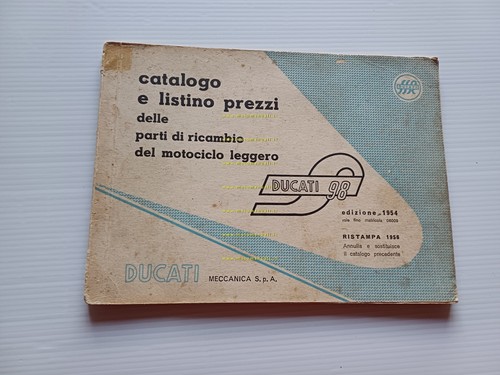 catalogo
e listino prezzi
delle
parti di ricambio
del motociclo leggero
DUCATI 98
edizione 1954
RISTAMPA 1956
Annulla e sostituisce
il catalogo precedente
DUCATI MECCANICA S.p.A.